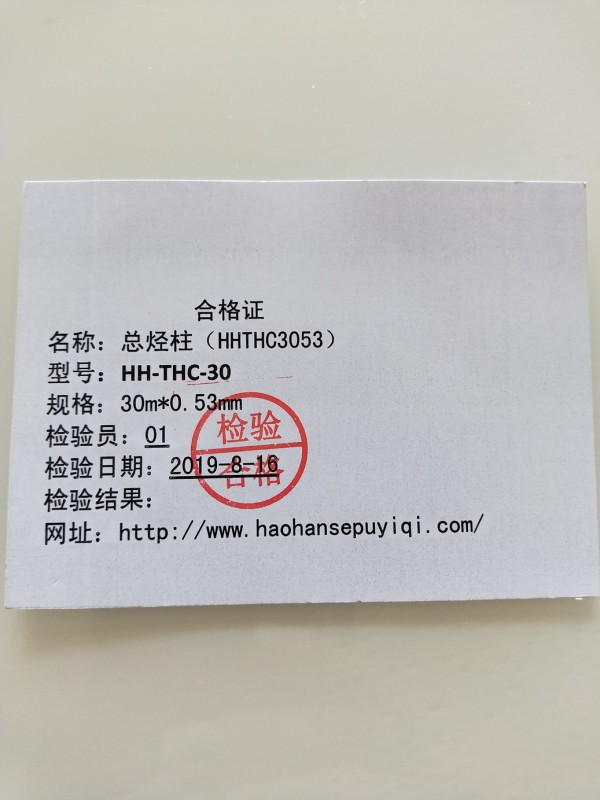 合格证
名称：总烃柱（HHTHC3053）
型号：HH-THC-30
规格：30m*0.53mm
检验员：01
检验日期：2019-8-16
检验结果：
网址：http://www.haohansepuyiqi.com/
检验
合格